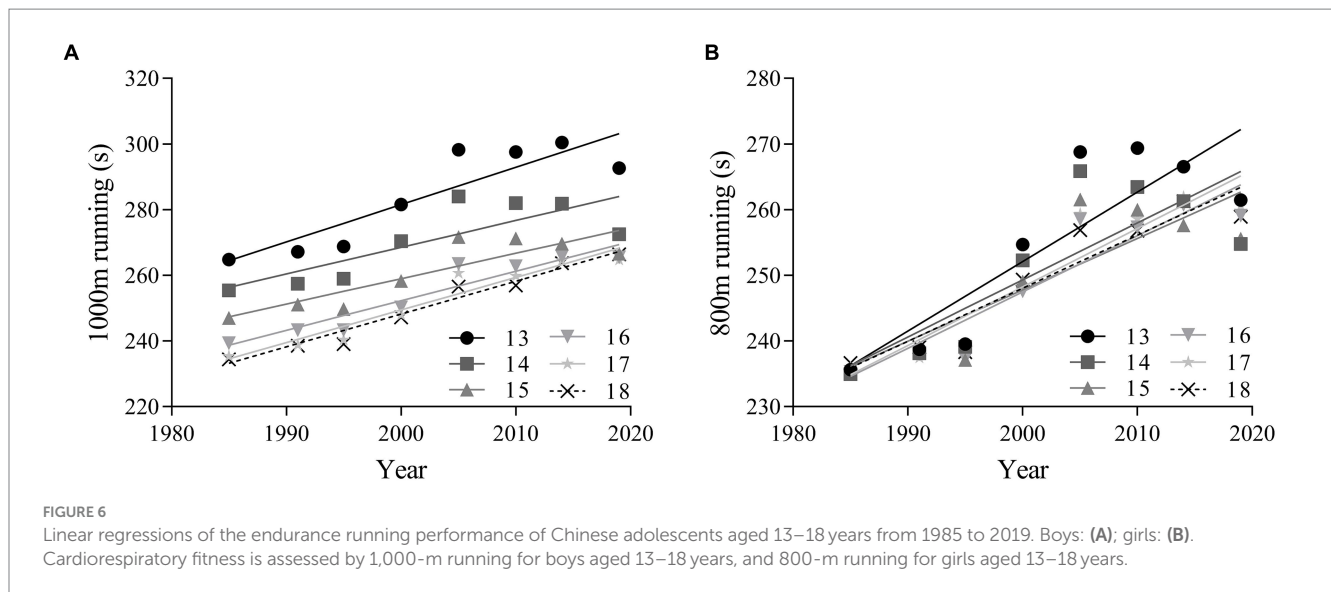 A
320
300
280
260
240
220
1000m running (s)
1980 1990 2000 2010 2020
Year
13 16
14 17
15 18
B
280
270
260
250
240
230
800m running (s)
1980 1990 2000 2010 2020
Year
13 16
14 17
15 18
FIGURE 6
Linear regressions of the endurance running performance of Chinese adolescents aged 13–18 years from 1985 to 2019. Boys: (A); girls: (B).
Cardiorespiratory fitness is assessed by 1,000-m running for boys aged 13–18 years, and 800-m running for girls aged 13–18 years.